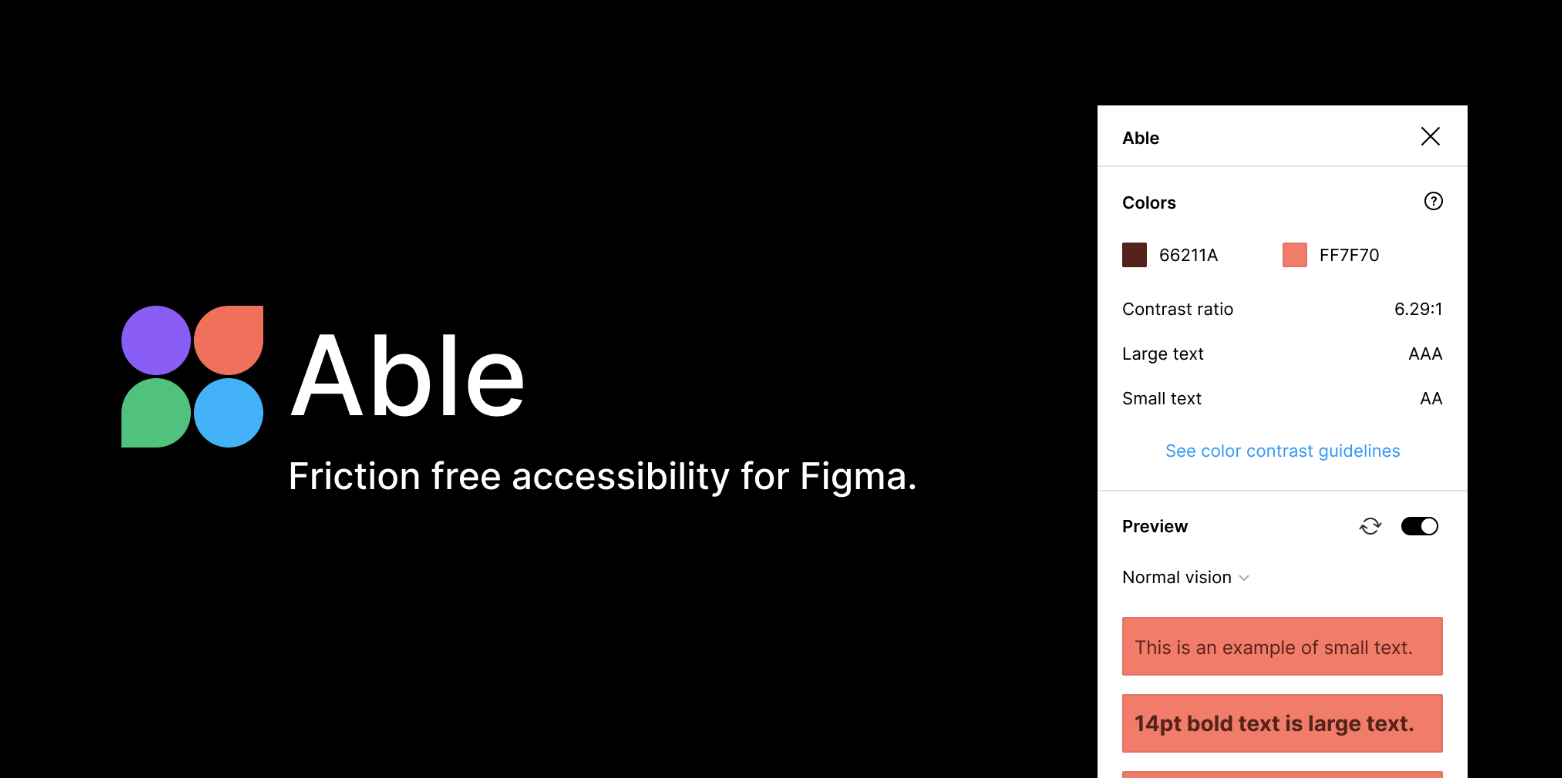 Able
Friction free accessibility for Figma.
Able
Colors
66211A FF7F70
Contrast ratio 6.29:1
Large text AAA
Small text AA
See color contrast guidelines
Preview
Normal vision
This is an example of small text.
14pt bold text is large text.